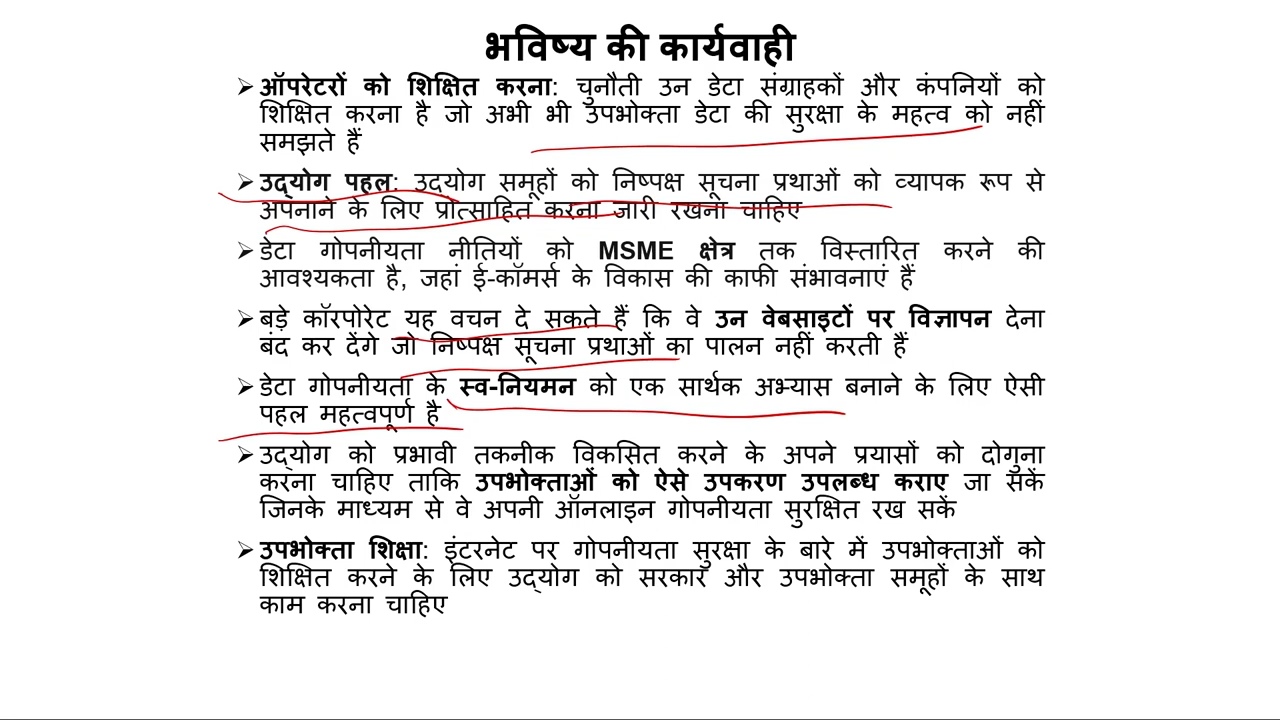 भविष्य की कार्यवाही
➢ ऑपरेटरों को शिक्षित करना: चुनौती उन डेटा संग्राहकों और कंपनियों को
शिक्षित करना है जो अभी भी उपभोक्ता डेटा की सुरक्षा के महत्व को नहीं
समझते हैं
➢ उद्योग पहल: उद्योग समूहों को निष्पक्ष सूचना प्रथाओं को व्यापक रूप से
अपनाने के लिए प्रोत्साहित करना जारी रखना चाहिए
➢ डेटा गोपनीयता नीतियों को MSME क्षेत्र तक विस्तारित करने की
आवश्यकता है, जहां ई-कॉमर्स के विकास की काफी संभावनाएं हैं
➢ बड़े कॉरपोरेट यह वचन दे सकते हैं कि वे उन वेबसाइटों पर विज्ञापन देना
बंद कर देंगे जो निष्पक्ष सूचना प्रथाओं का पालन नहीं करती हैं
➢ डेटा गोपनीयता के स्व-नियमन को एक सार्थक अभ्यास बनाने के लिए ऐसी
पहल महत्वपूर्ण है
➢ उद्योग को प्रभावी तकनीक विकसित करने के अपने प्रयासों को दोगुना
करना चाहिए ताकि उपभोक्ताओं को ऐसे उपकरण उपलब्ध कराए जा सकें
जिनके माध्यम से वे अपनी ऑनलाइन गोपनीयता सुरक्षित रख सकें
➢ उपभोक्ता शिक्षा: इंटरनेट पर गोपनीयता सुरक्षा के बारे में उपभोक्ताओं को
शिक्षित करने के लिए उद्योग को सरकार और उपभोक्ता समूहों के साथ
काम करना चाहिए